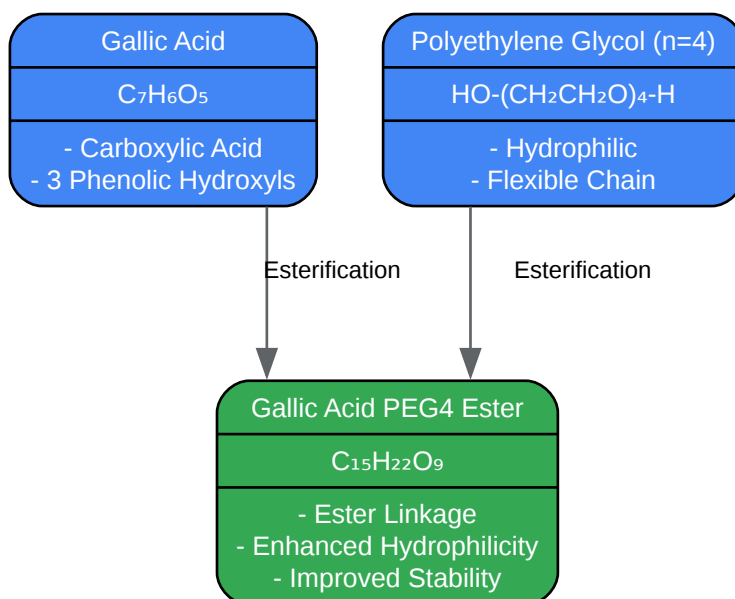 Gallic Acid
C₇H₆O₅
- Carboxylic Acid
- 3 Phenolic Hydroxyls
Polyethylene Glycol (n=4)
HO-(CH₂CH₂O)₄-H
- Hydrophilic
- Flexible Chain
Esterification
Esterification
Gallic Acid PEG4 Ester
C₁₅H₂₂O₉
- Ester Linkage
- Enhanced Hydrophilicity
- Improved Stability